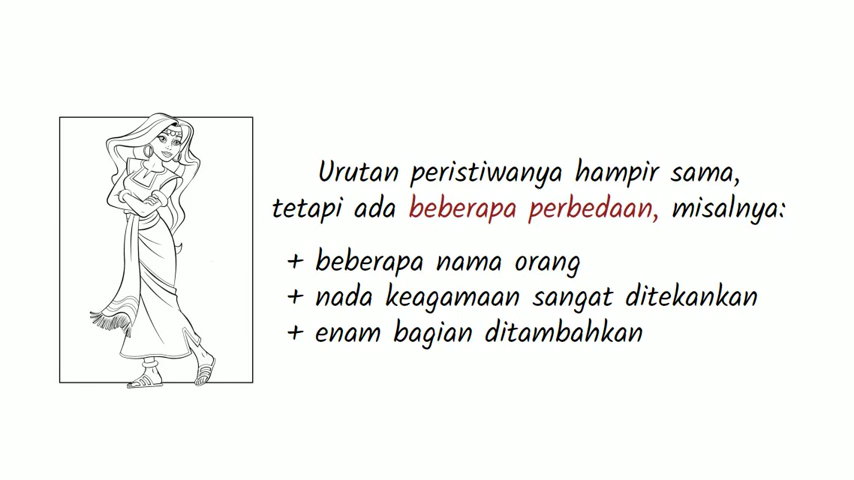 Urutan peristiwanya hampir sama,
tetapi ada beberapa perbedaan, misalnya:
+ beberapa nama orang
+ nada keagamaan sangat ditekankan
+ enam bagian ditambahkan